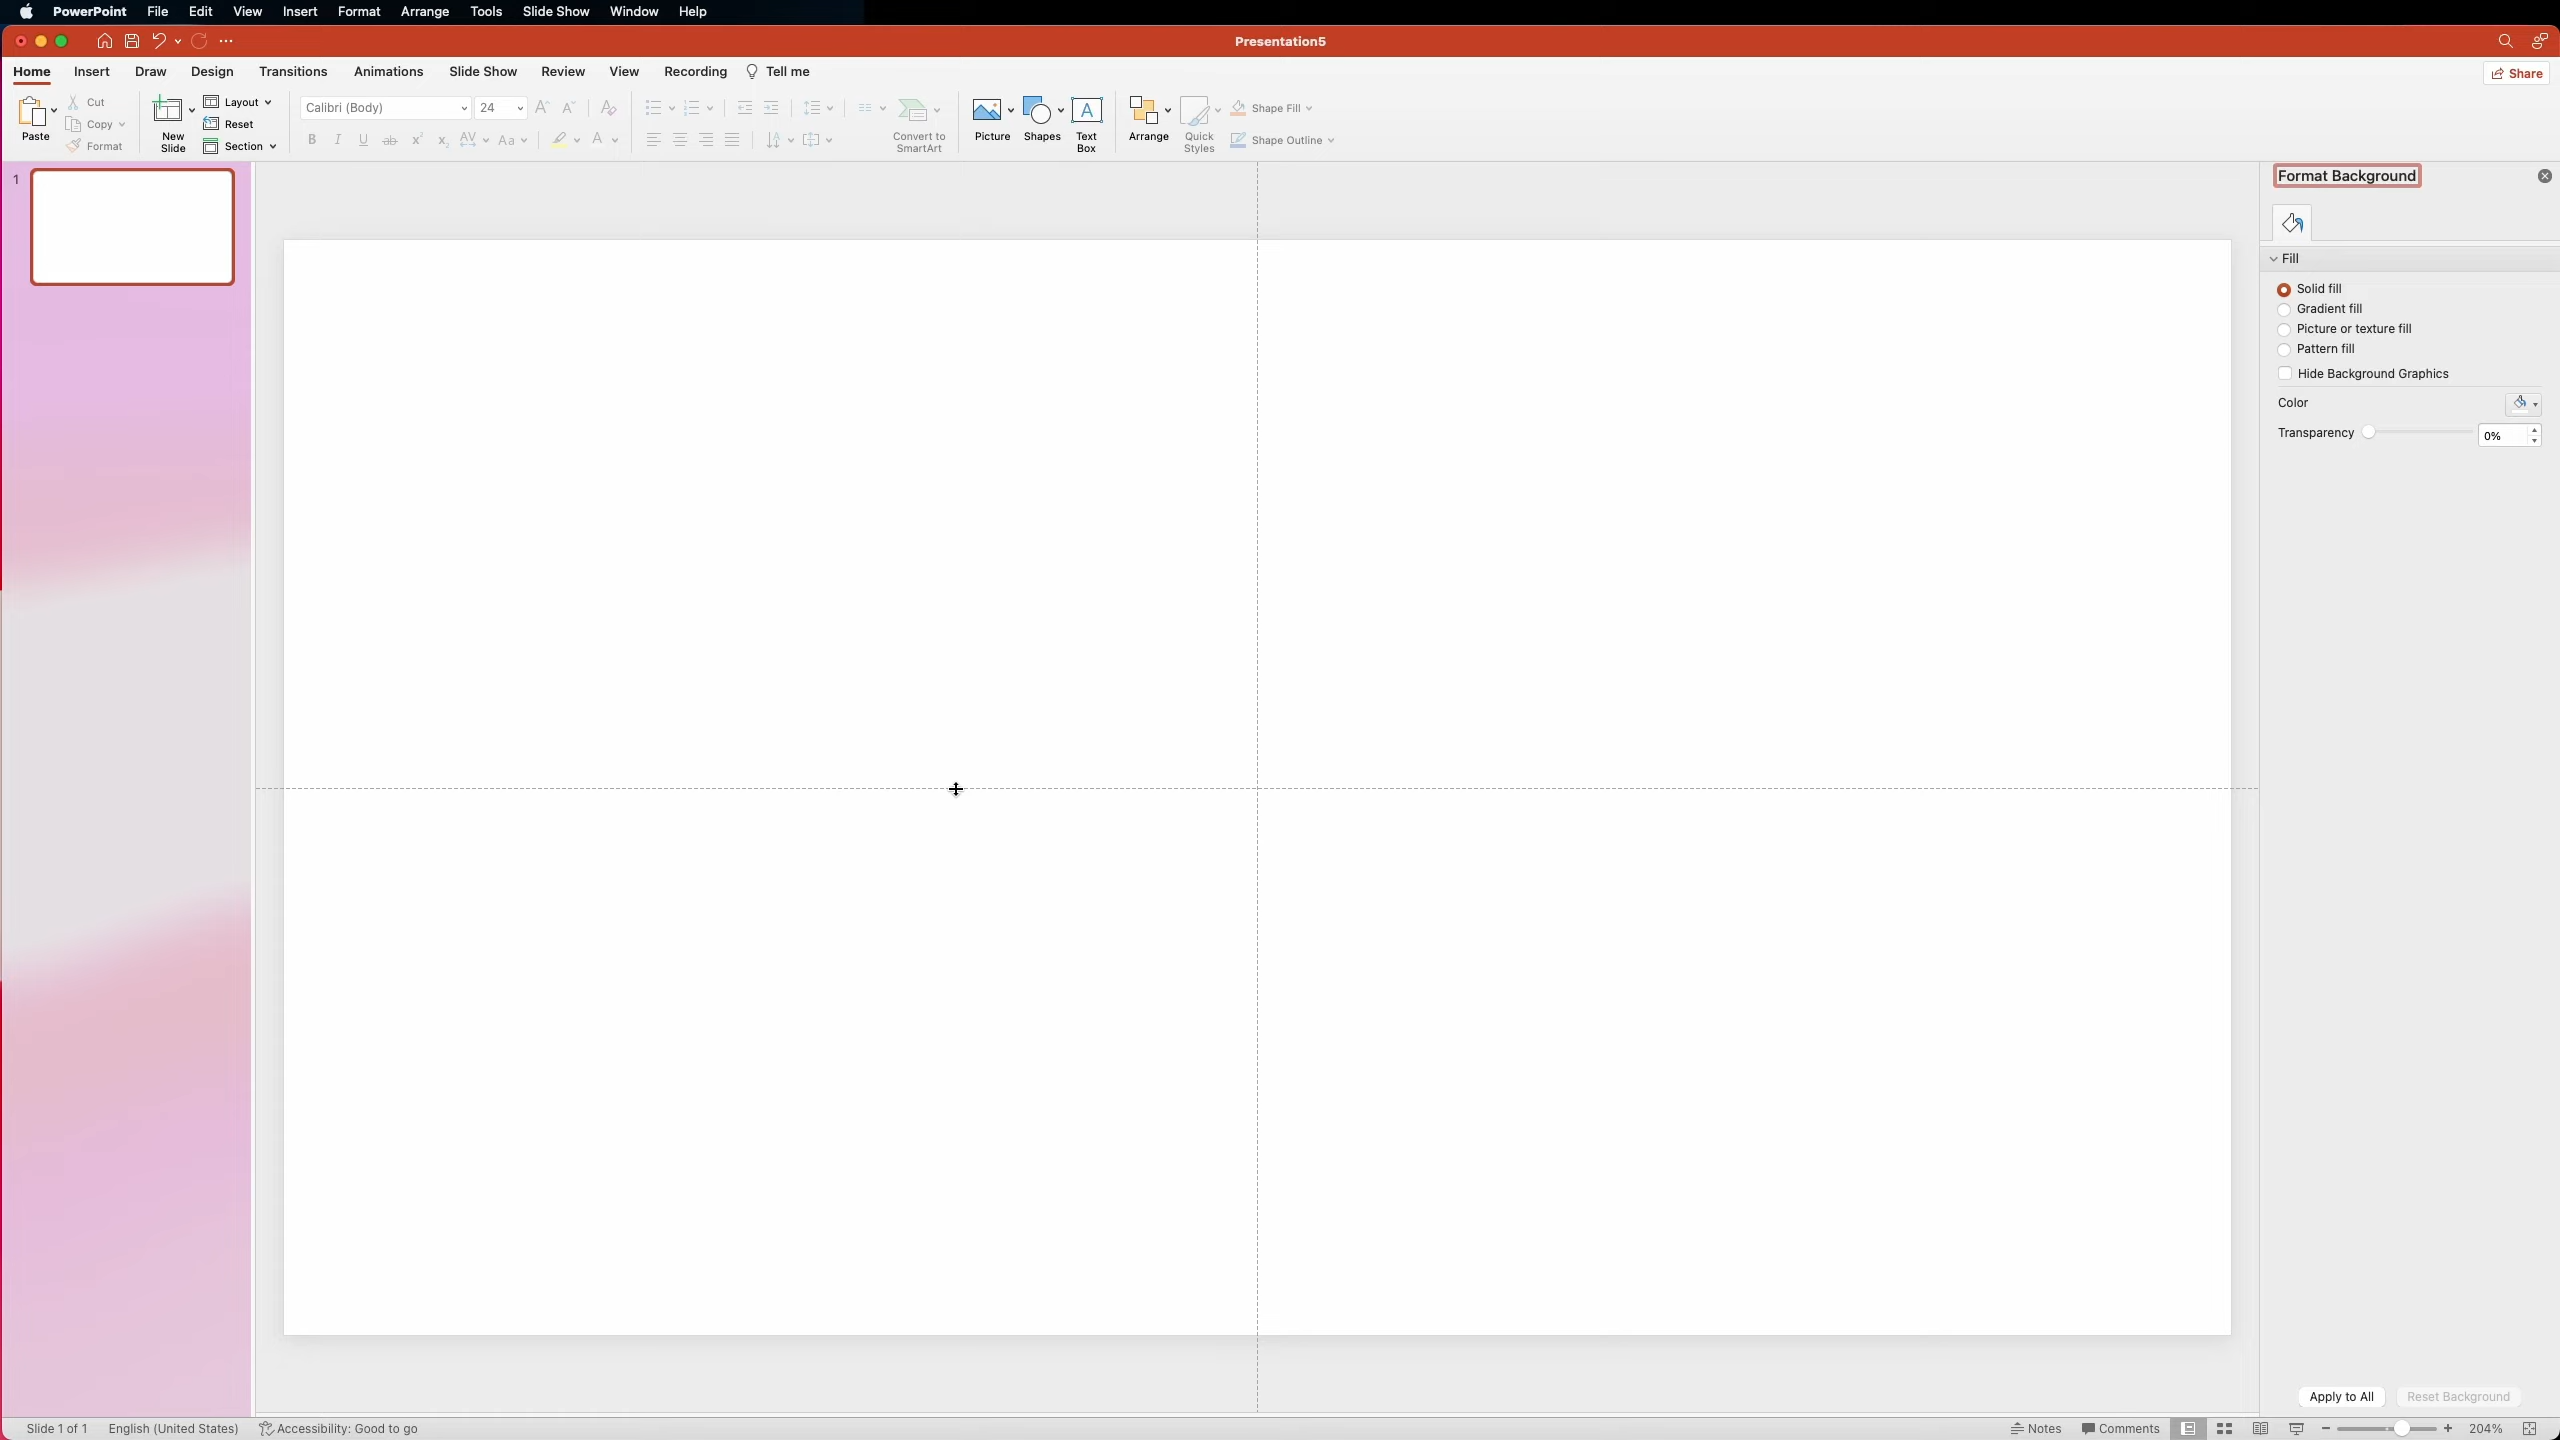 PowerPoint File Edit View Insert Format Arrange Tools Slide Show Window Help
Presentation5
Home Insert Draw Design Transitions Animations Slide Show Review View Recording Tell me
Share
Paste
Cut
Copy
Format
New
Slide
Layout
Reset
Section
Calibri (Body) 24
Convert to
SmartArt
Picture
Shapes
Text
Box
Arrange
Quick
Styles
Shape Fill
Shape Outline
1
Format Background
Fill
Solid fill
Gradient fill
Picture or texture fill
Pattern fill
Hide Background Graphics
Color
Transparency 0%
Apply to All Reset Background
Slide 1 of 1 English (United States) Accessibility: Good to go Notes Comments 204%